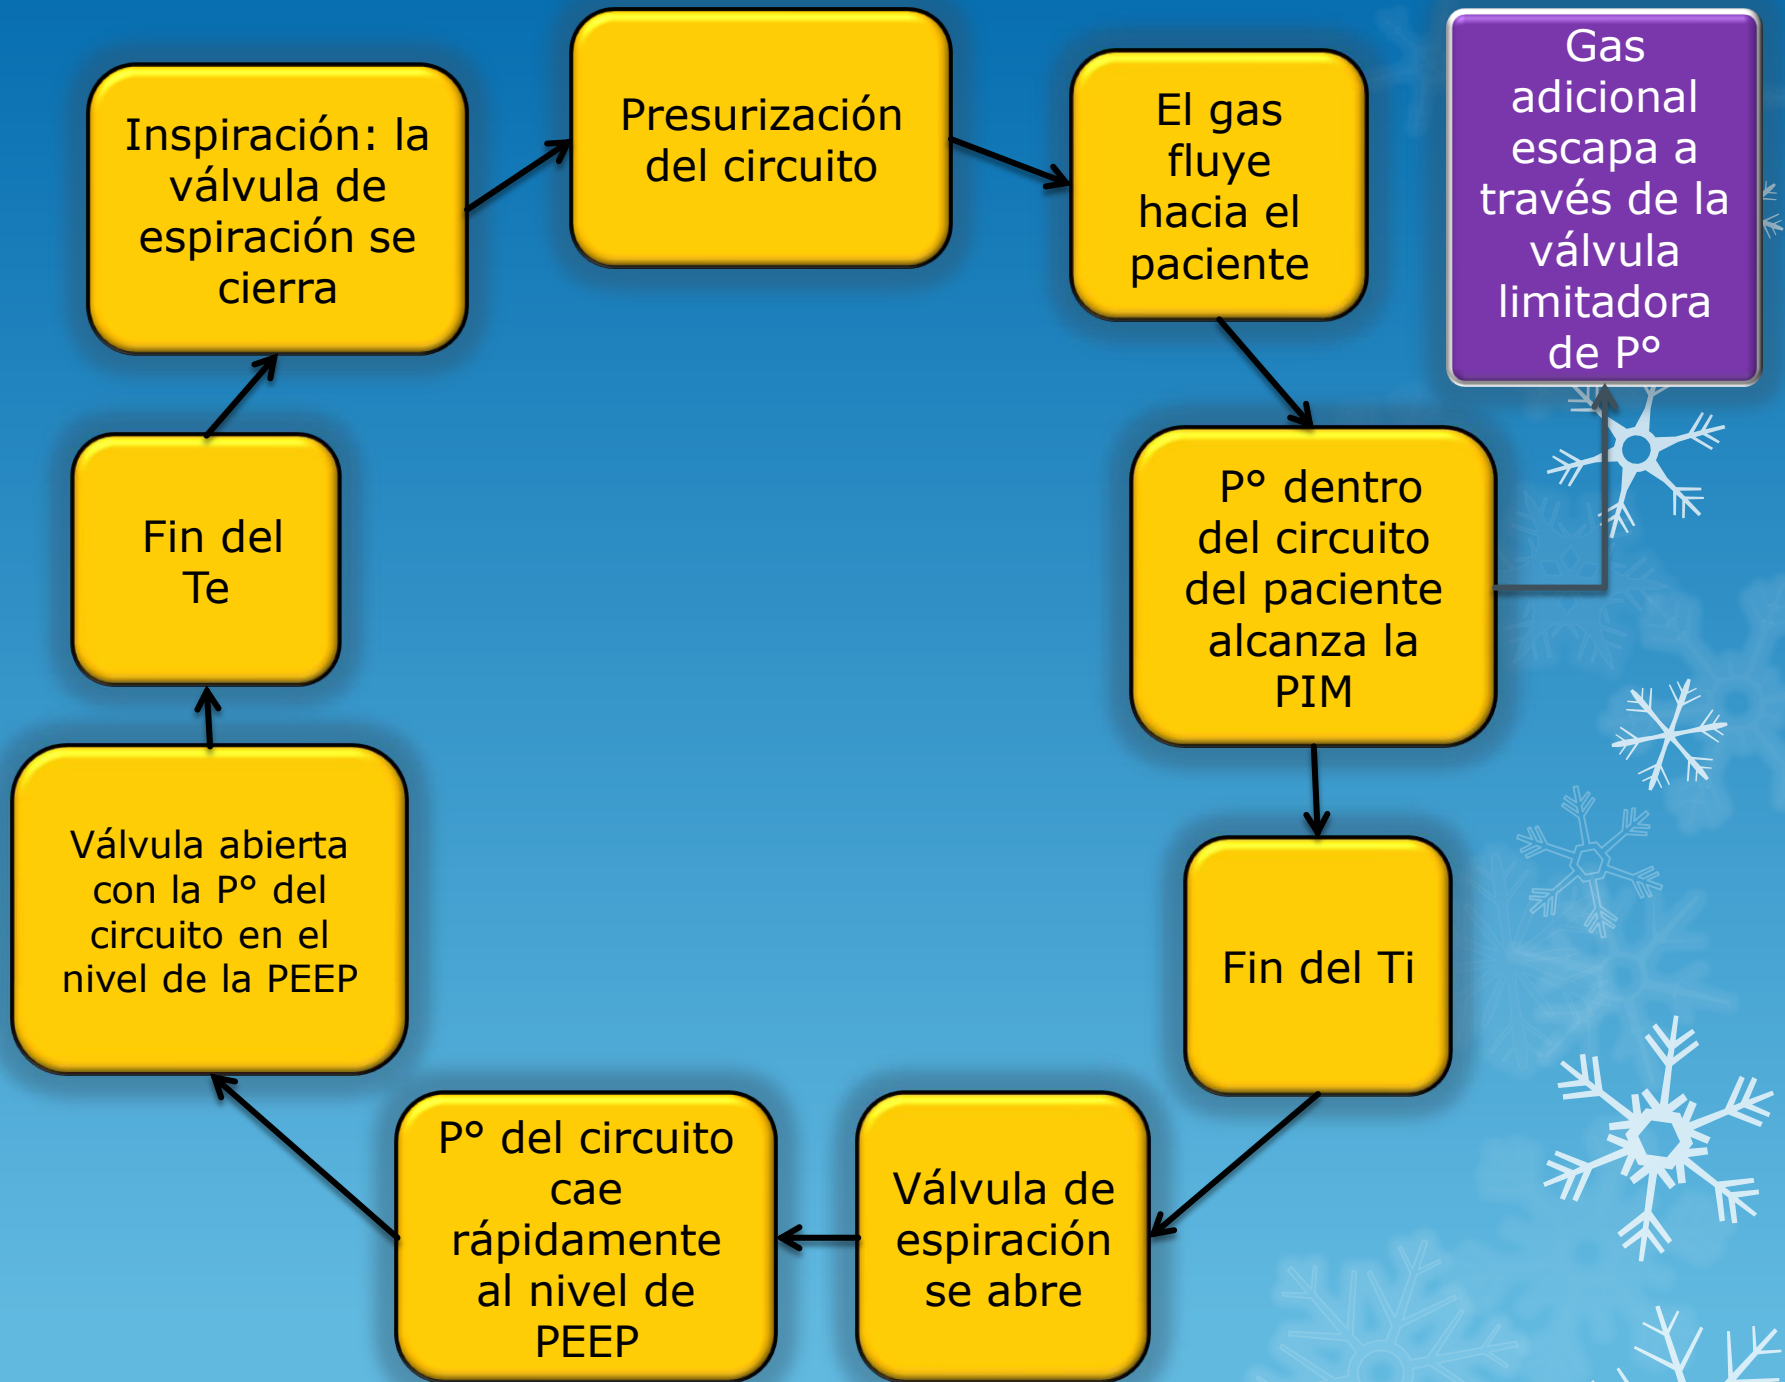 Inspiración: la
válvula de
espiración se
cierra
Presurización
del circuito
El gas
fluye
hacia el
paciente
Gas
adicional
escapa a
través de la
válvula
limitadora
de P°
P° dentro
del circuito
del paciente
alcanza la
PIM
Fin del Ti
Válvula de
espiración
se abre
P° del circuito
cae
rápidamente
al nivel de
PEEP
Válvula abierta
con la P° del
circuito en el
nivel de la PEEP
Fin del
Te